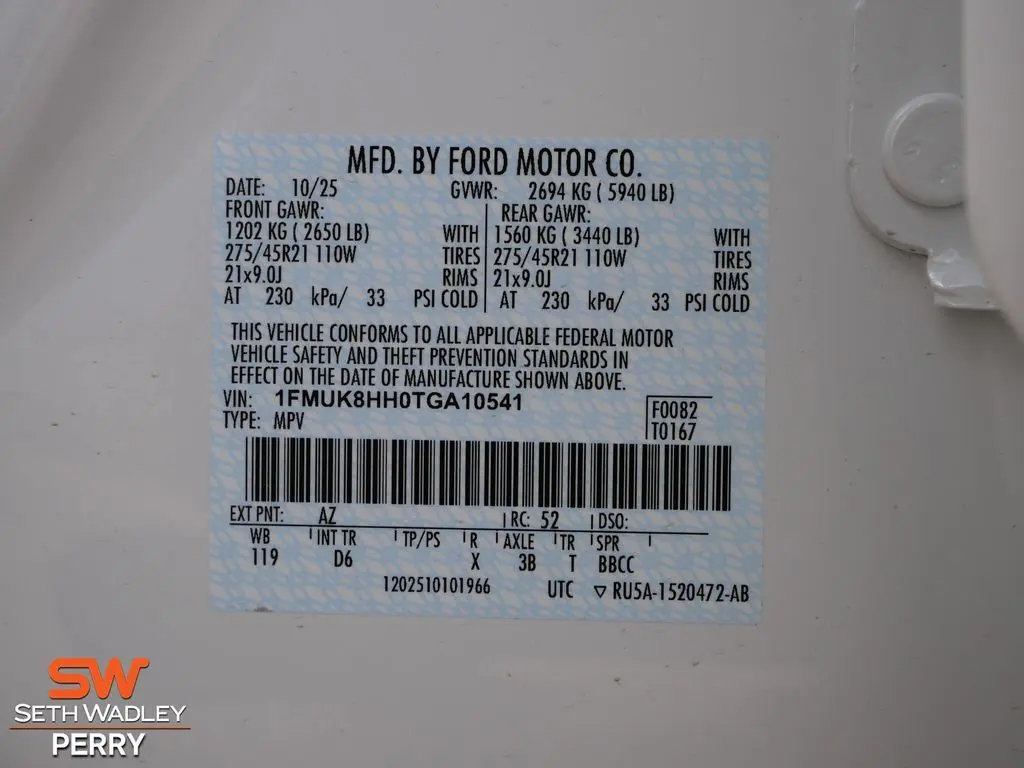 MFD. BY FORD MOTOR CO.
DATE: 10/25 GVWR: 2694 KG ( 5940 LB)
FRONT GAWR: REAR GAWR:
1202 KG ( 2650 LB) WITH 1560 KG ( 3440 LB) WITH
275/45R21 110W TIRES 275/45R21 110W TIRES
21x9.0J RIMS 21x9.0J RIMS
AT 230 kPa/ 33 PSI COLD AT 230 kPa/ 33 PSI COLD
THIS VEHICLE CONFORMS TO ALL APPLICABLE FEDERAL MOTOR
VEHICLE SAFETY AND THEFT PREVENTION STANDARDS IN
EFFECT ON THE DATE OF MANUFACTURE SHOWN ABOVE.
VIN: 1FMUK8HH0TGA10541 F0082
TYPE: MPV T0167
EXT PNT: AZ RC: 52 DSO:
WB INT TR TP/PS R AXLE TR SPR
119 D6 X 3B T BBCC
1202510101966 UTC ▽ RU5A-1520472-AB
SW
SETH WADLEY
PERRY